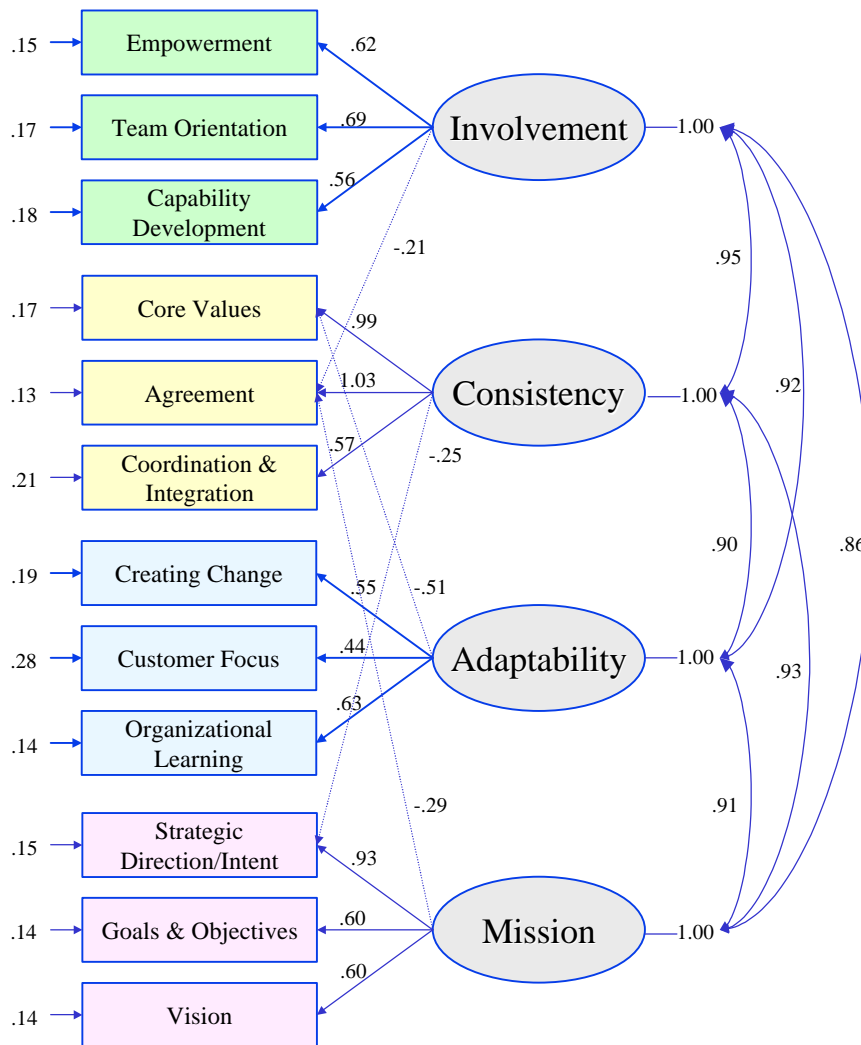 .15
Empowerment
.62
.17
Team Orientation
.69
Involvement
1.00
.18
Capability
Development
.56
-.21
.95
.17
Core Values
.99
.13
Agreement
1.03
Consistency
1.00
.92
.21
Coordination &
Integration
.57
-.25
.90
.86
.19
Creating Change
.55
-.51
.28
Customer Focus
.44
Adaptability
1.00
.93
.14
Organizational
Learning
.63
-.29
.91
.15
Strategic
Direction/Intent
.93
.14
Goals & Objectives
.60
Mission
1.00
.14
Vision
.60